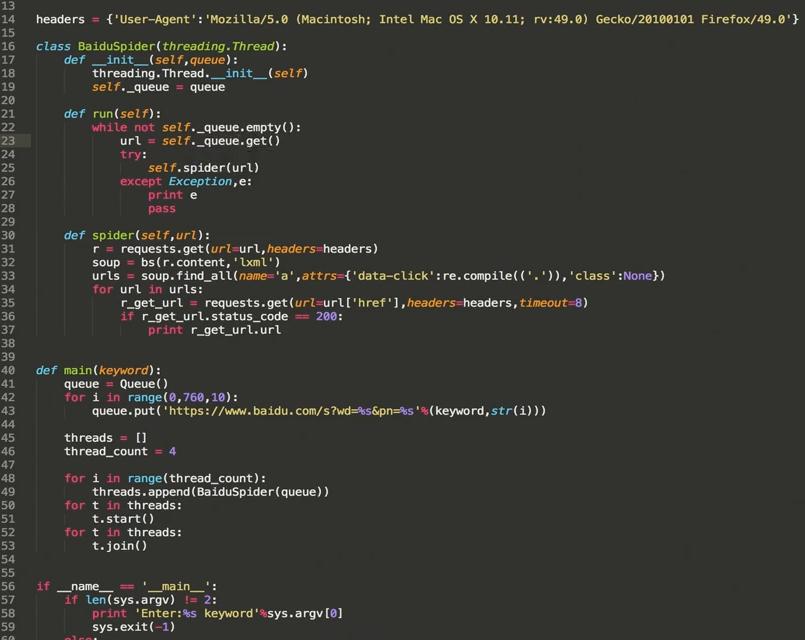 13
14 headers = {'User-Agent':'Mozilla/5.0 (Macintosh; Intel Mac OS X 10.11; rv:49.0) Gecko/20100101 Firefox/49.0'}
15
16 class BaiduSpider(threading.Thread):
17     def __init__(self,queue):
18         threading.Thread.__init__(self)
19         self._queue = queue
20
21     def run(self):
22         while not self._queue.empty():
23             url = self._queue.get()
24             try:
25                 self.spider(url)
26             except Exception,e:
27                 print e
28                 pass
29
30     def spider(self,url):
31         r = requests.get(url=url,headers=headers)
32         soup = bs(r.content,'lxml')
33         urls = soup.find_all(name='a',attrs={'data-click':re.compile(('.')),'class':None})
34         for url in urls:
35             r_get_url = requests.get(url=url['href'],headers=headers,timeout=8)
36             if r_get_url.status_code == 200:
37                 print r_get_url.url
38
39
40 def main(keyword):
41     queue = Queue()
42     for i in range(0,760,10):
43         queue.put('https://www.baidu.com/s?wd=%s&pn=%s'%(keyword,str(i)))
44
45     threads = []
46     thread_count = 4
47
48     for i in range(thread_count):
49         threads.append(BaiduSpider(queue))
50     for t in threads:
51         t.start()
52     for t in threads:
53         t.join()
54
55
56 if __name__ == '__main__':
57     if len(sys.argv) != 2:
58         print 'Enter:%s keyword'%sys.argv[0]
59         sys.exit(-1)
60     else: